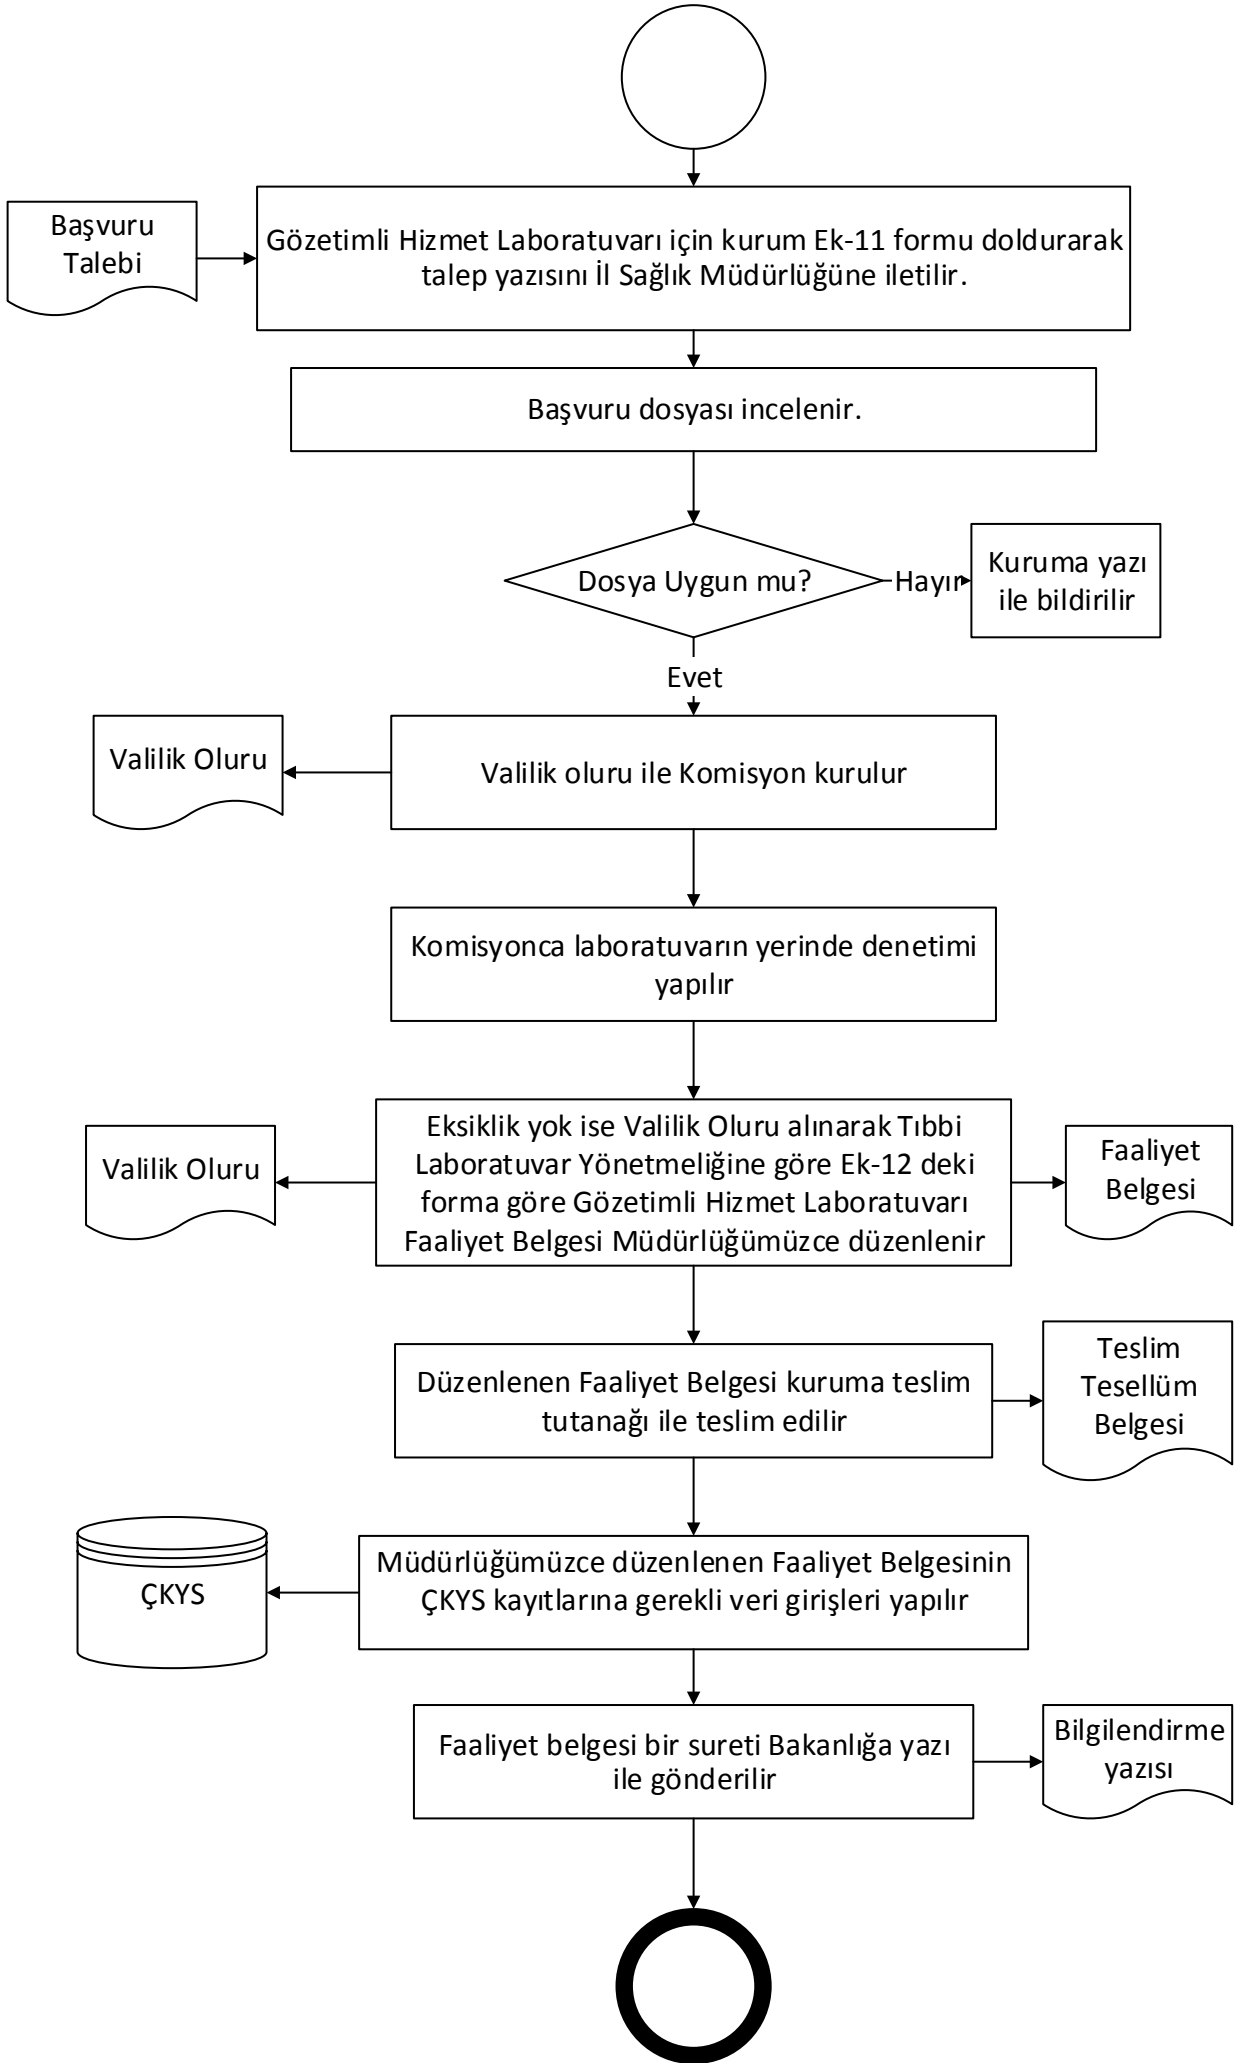 Başvuru
Talebi
Gözetimli Hizmet Laboratuvarı için kurum Ek-11 formu doldurarak
talep yazısını İl Sağlık Müdürlüğüne iletilir.
Başvuru dosyası incelenir.
Dosya Uygun mu?
Hayır
Kuruma yazı
ile bildirilir
Evet
Valilik Oluru
Valilik oluru ile Komisyon kurulur
Komisyonca laboratuvarın yerinde denetimi
yapılır
Valilik Oluru
Eksiklik yok ise Valilik Oluru alınarak Tıbbi
Laboratuvar Yönetmeliğine göre Ek-12 deki
forma göre Gözetimli Hizmet Laboratuvarı
Faaliyet Belgesi Müdürlüğümüzce düzenlenir
Faaliyet
Belgesi
Düzenlenen Faaliyet Belgesi kuruma teslim
tutanağı ile teslim edilir
Teslim
Tesellüm
Belgesi
ÇKYS
Müdürlüğümüzce düzenlenen Faaliyet Belgesinin
ÇKYS kayıtlarına gerekli veri girişleri yapılır
Faaliyet belgesi bir sureti Bakanlığa yazı
ile gönderilir
Bilgilendirme
yazısı